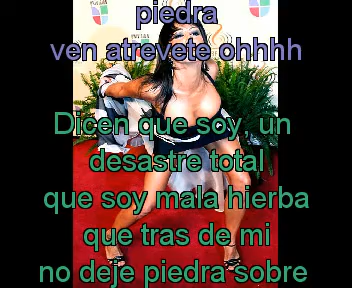 piedra
ven atrevete ohhhh
Dicen que soy un
desastre total
que soy mala hierba
que tras de mi
no deje piedra sobre